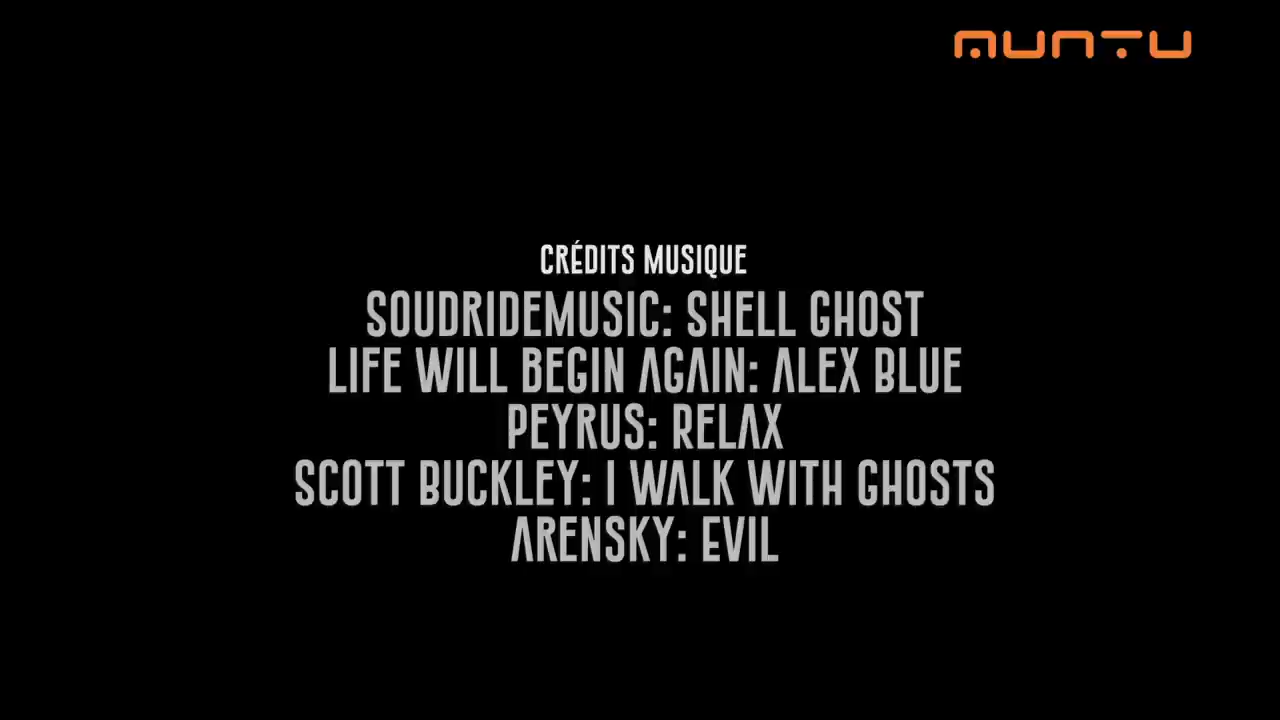 MUNTU
CRÉDITS MUSIQUE
SOUDRIDEMUSIC: SHELL GHOST
LIFE WILL BEGIN AGAIN: ALEX BLUE
PEYRUS: RELAX
SCOTT BUCKLEY: I WALK WITH GHOSTS
ARENSKY: EVIL